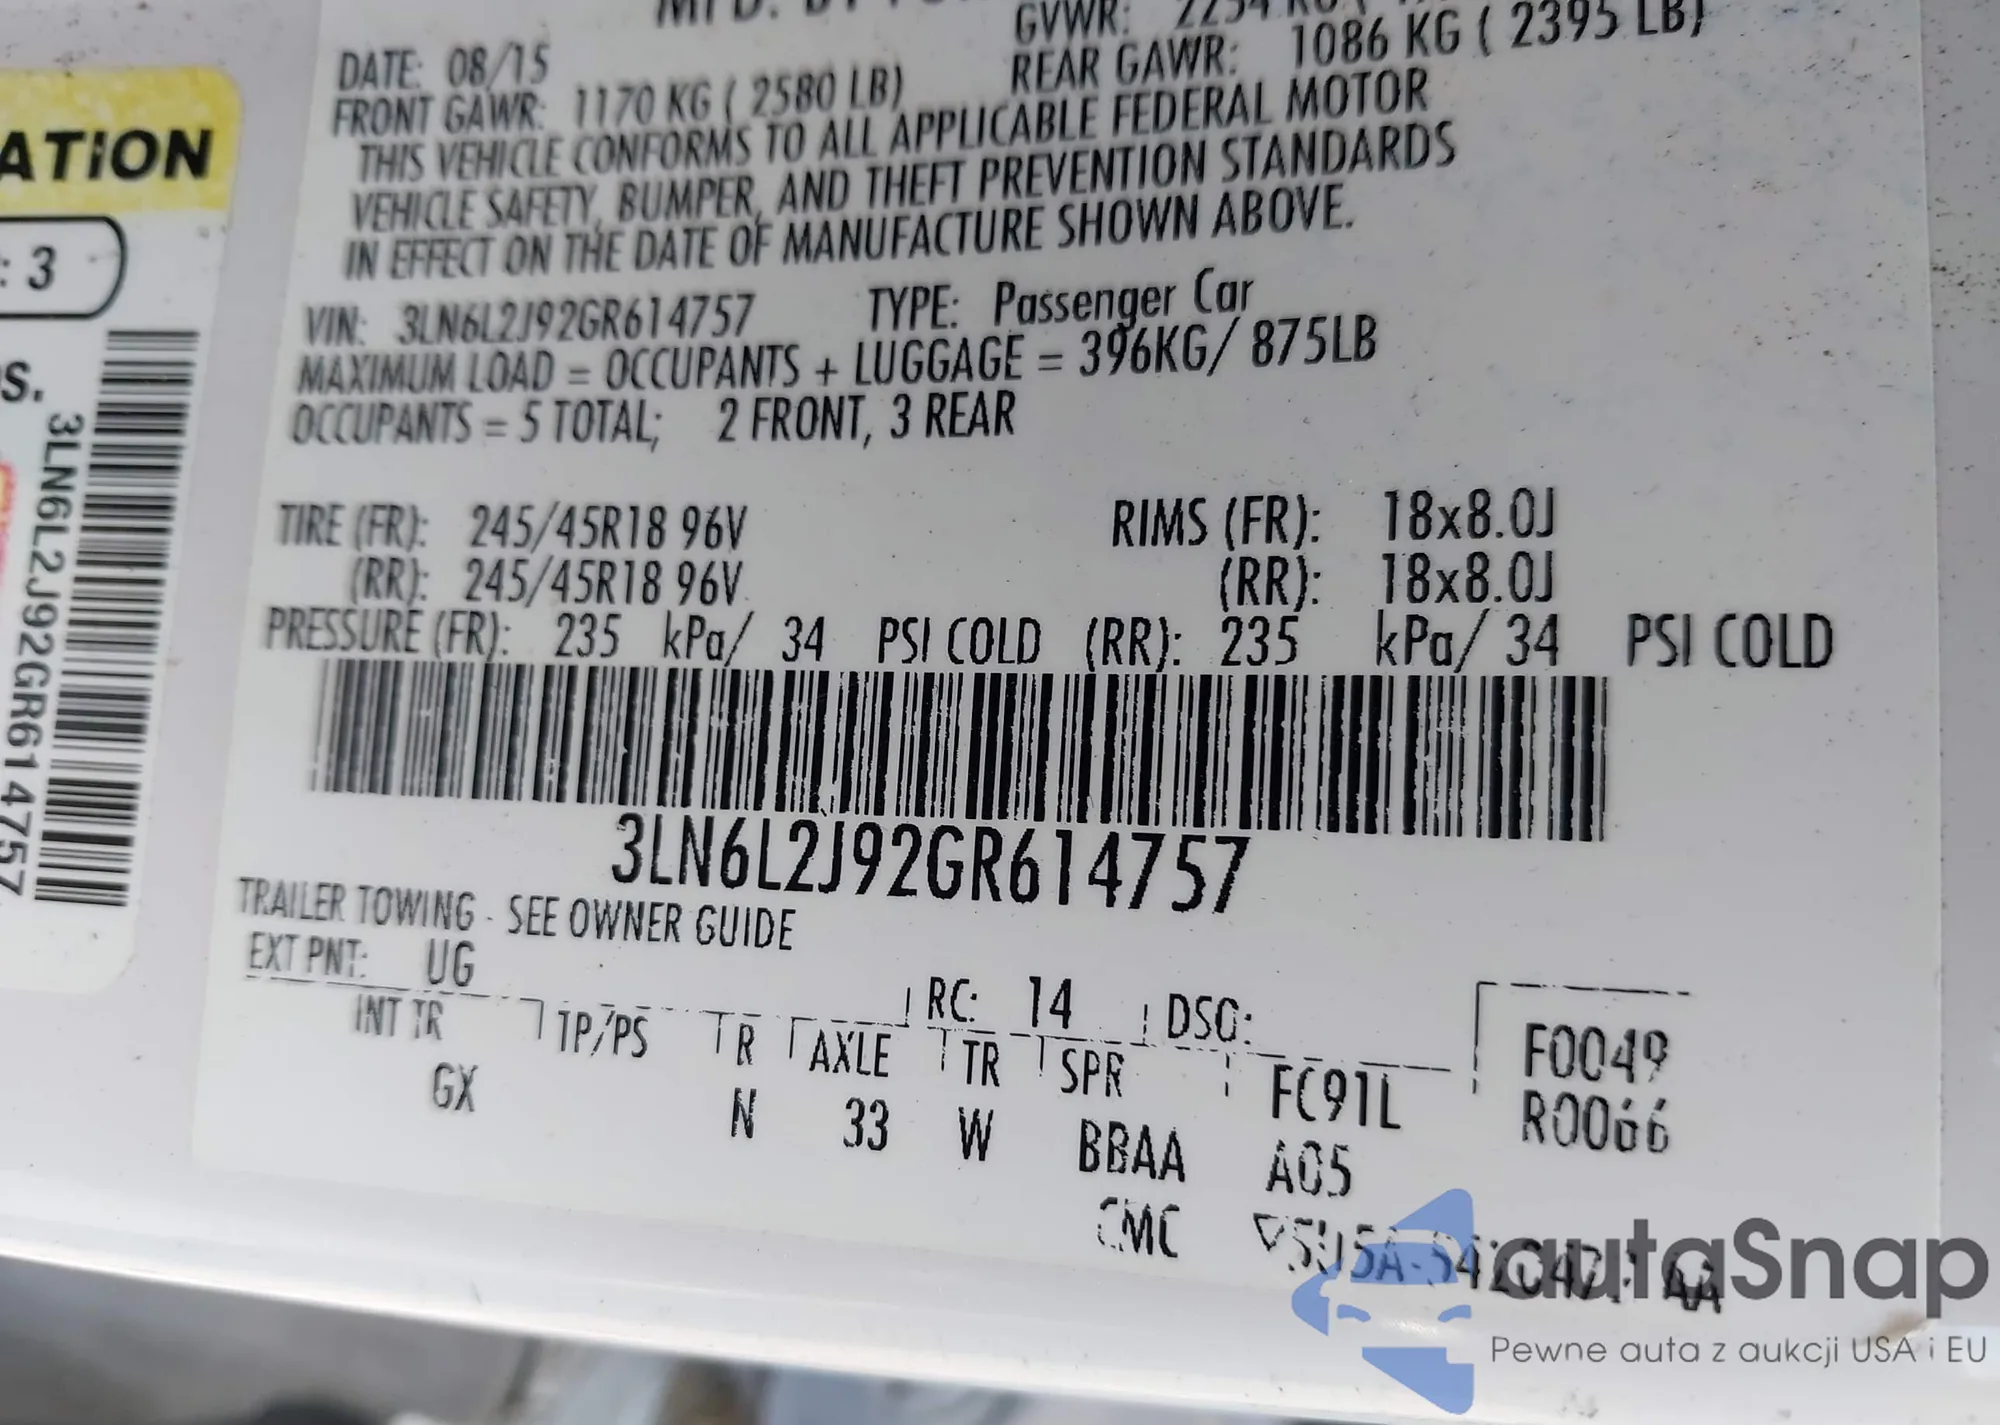 MFD. BY
GVWR: 2254 KG (
DATE: 08/15
FRONT GAWR: 1170 KG ( 2580 LB) REAR GAWR: 1086 KG ( 2395 LB)
THIS VEHICLE CONFORMS TO ALL APPLICABLE FEDERAL MOTOR
VEHICLE SAFETY, BUMPER, AND THEFT PREVENTION STANDARDS
IN EFFECT ON THE DATE OF MANUFACTURE SHOWN ABOVE.
VIN: 3LN6L2J92GR614757 TYPE: Passenger Car
MAXIMUM LOAD = OCCUPANTS + LUGGAGE = 396KG/ 875LB
OCCUPANTS = 5 TOTAL; 2 FRONT, 3 REAR
TIRE (FR): 245/45R18 96V RIMS (FR): 18x8.0J
(RR): 245/45R18 96V (RR): 18x8.0J
PRESSURE (FR): 235 kPa/ 34 PSI COLD (RR): 235 kPa/ 34 PSI COLD
3LN6L2J92GR614757
TRAILER TOWING - SEE OWNER GUIDE
EXT PNT: UG RC: 14 DSO:
INT TR TP/PS R AXLE TR SPR FC91L F0049
GX N 33 W BBAA A05 R0066
CMC
ATION
: 3
S.
3LN6L2J92GR614757
autoSnap
Pewne auta z aukcji USA i EU